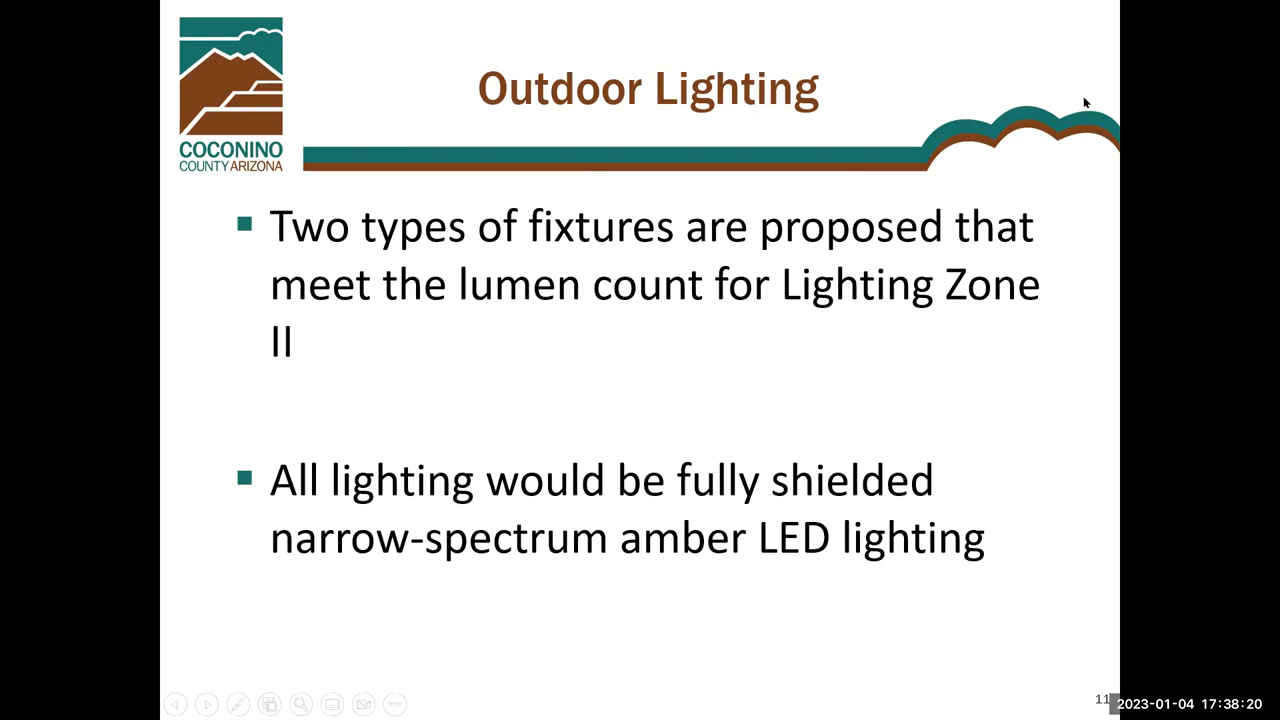 COCONINO
COUNTY ARIZONA
Outdoor Lighting
Two types of fixtures are proposed that
meet the lumen count for Lighting Zone
II
All lighting would be fully shielded
narrow-spectrum amber LED lighting
11
2023-01-04 17:38:20